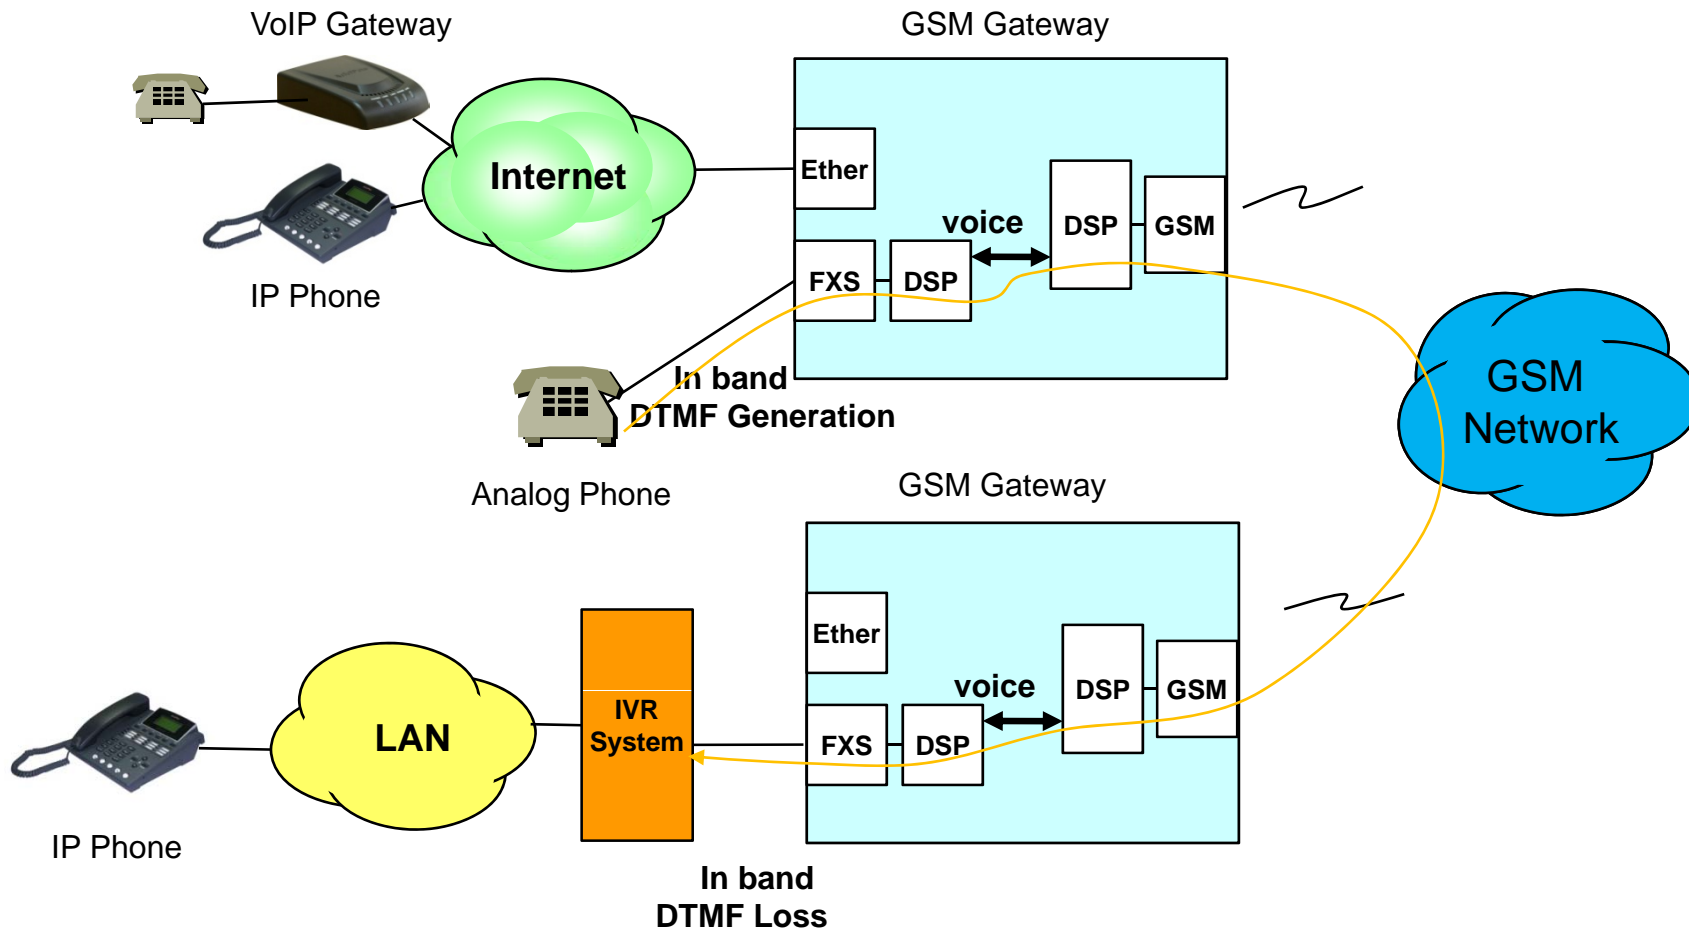 VoIP Gateway
GSM Gateway
Internet
Ether
voice
DSP
GSM
FXS
DSP
IP Phone
In band
DTMF Generation
GSM
Network
Analog Phone
GSM Gateway
Ether
voice
DSP
GSM
IVR
System
LAN
FXS
DSP
IP Phone
In band
DTMF Loss